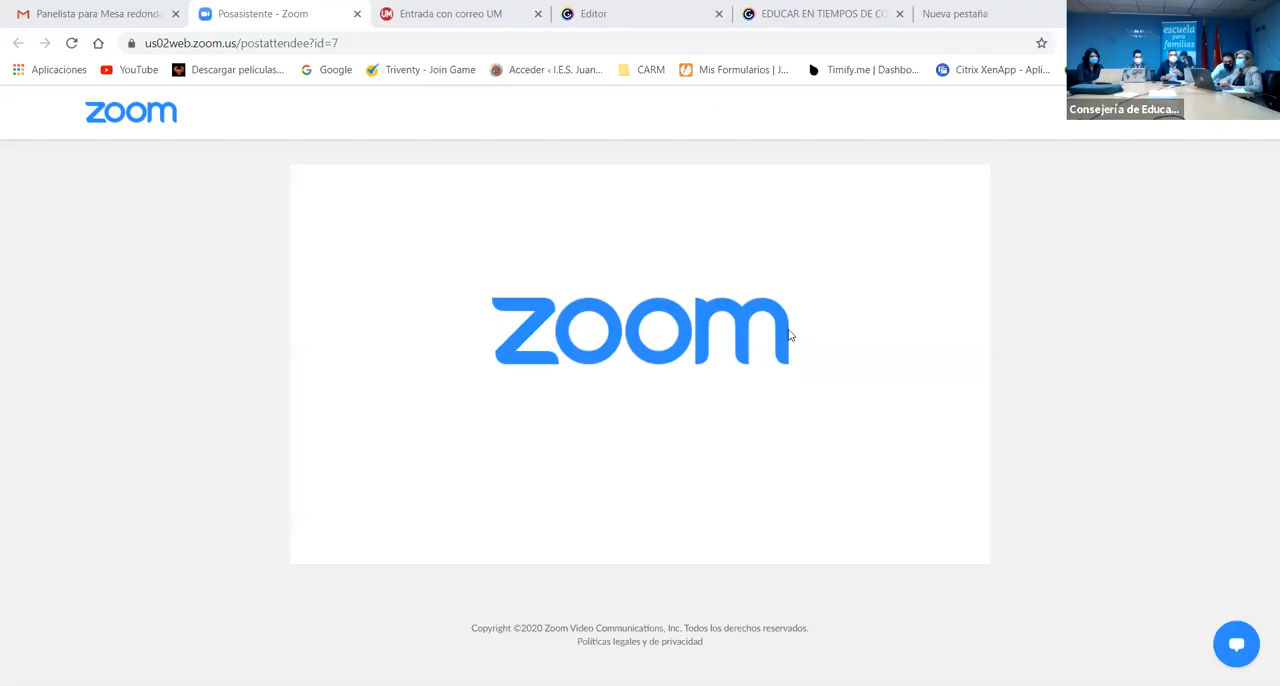 Panelista para Mesa redond
Posasistente - Zoom
Entrada con correo UM
Editor
EDUCAR EN TIEMPOS DE CO
Nueva pestaña
us02web.zoom.us/postattendee?id=7
Aplicaciones
YouTube
Descargar películas...
Google
Triventy - Join Game
Acceder ‹ I.E.S. Juan...
CARM
Mis Formularios | J...
Timify.me | Dashbo...
Citrix XenApp - Apli...
escuela
para
familias
Consejería de Educa...
zoom
zoom
Copyright ©2020 Zoom Video Communications, Inc. Todos los derechos reservados.
Políticas legales y de privacidad